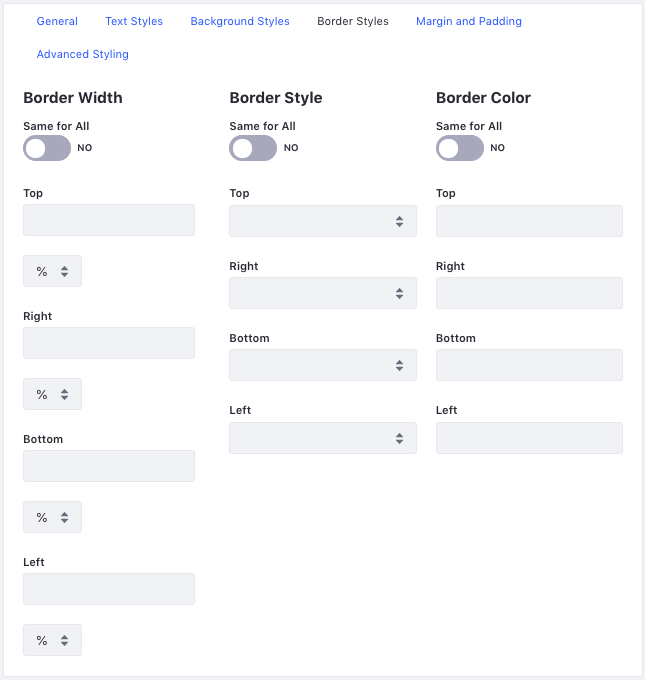 General Text Styles Background Styles Border Styles Margin and Padding
Advanced Styling
Border Width
Same for All
NO
Top
%
Right
%
Bottom
%
Left
%
Border Style
Same for All
NO
Top
Right
Bottom
Left
Border Color
Same for All
NO
Top
Right
Bottom
Left